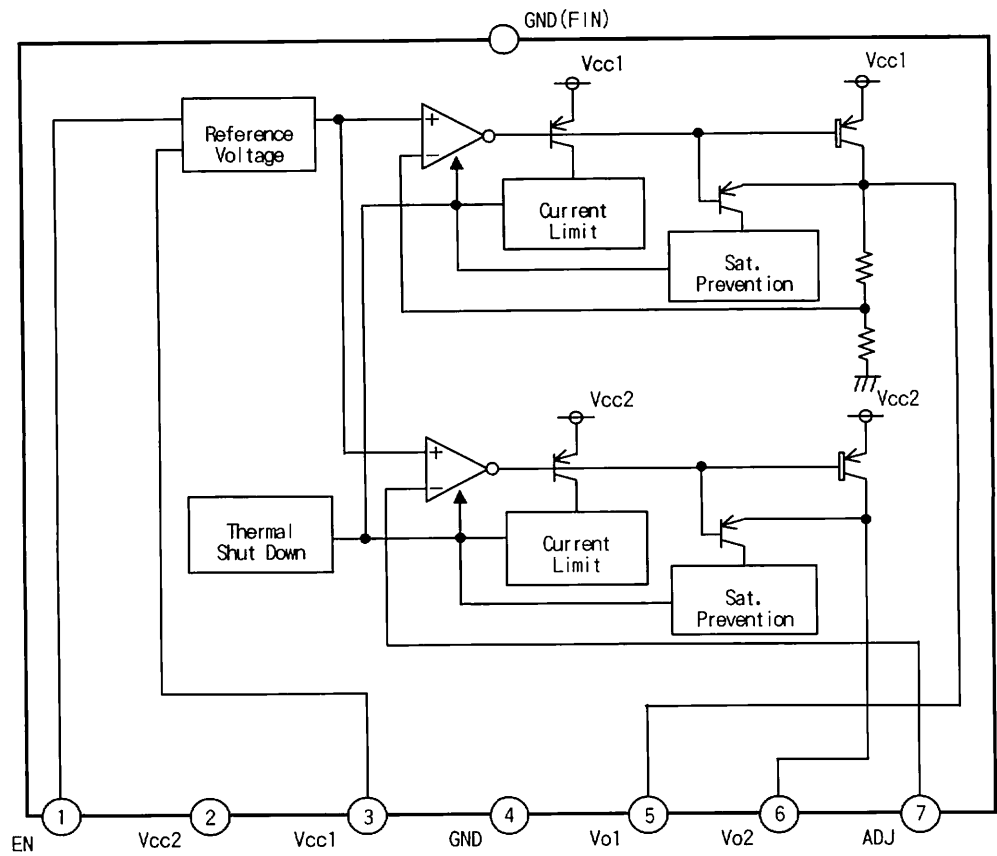 GND(FIN)
Vcc1
Vcc1
Reference
Voltage
+
−
Current
Limit
Sat.
Prevention
Vcc2
Vcc2
+
−
Thermal
Shut Down
Current
Limit
Sat.
Prevention
1
2
3
4
5
6
7
EN
Vcc2
Vcc1
GND
Vo1
Vo2
ADJ